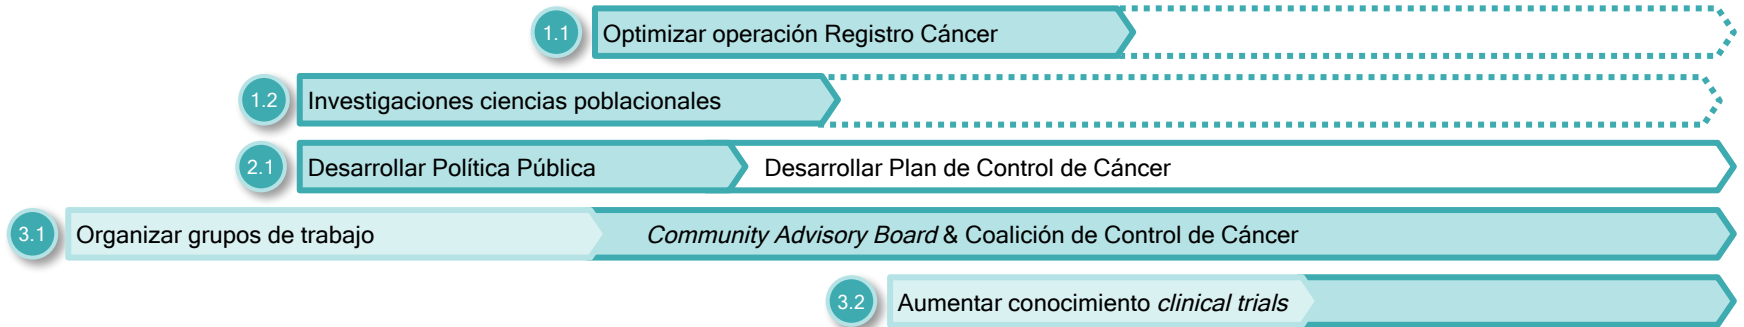 1.1 Optimizar operación Registro Cáncer
1.2 Investigaciones ciencias poblacionales
2.1 Desarrollar Política Pública Desarrollar Plan de Control de Cáncer
3.1 Organizar grupos de trabajo Community Advisory Board & Coalición de Control de Cáncer
3.2 Aumentar conocimiento clinical trials